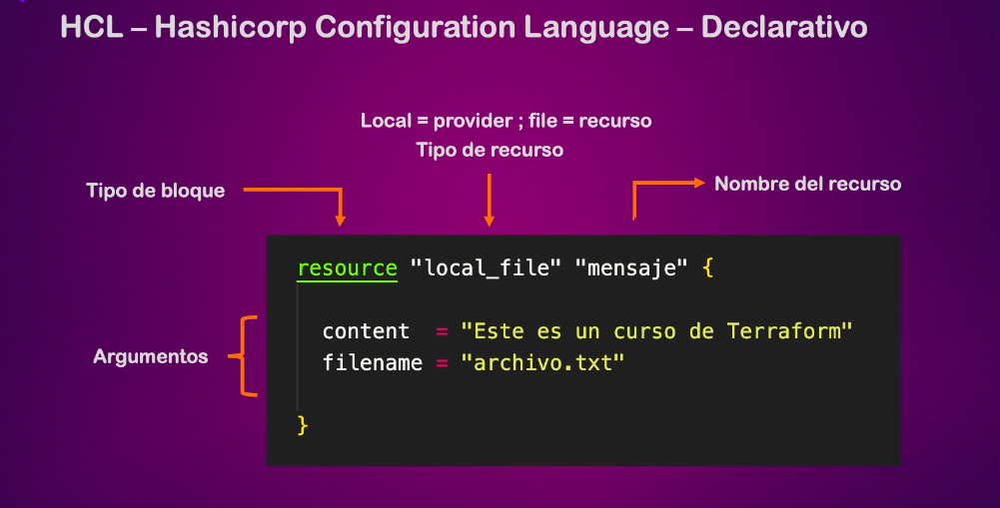 HCL – Hashicorp Configuration Language – Declarativo
Local = provider ; file = recurso
Tipo de recurso
Tipo de bloque
Nombre del recurso
resource "local_file" "mensaje" {
content = "Este es un curso de Terraform"
Argumentos
filename = "archivo.txt"
}